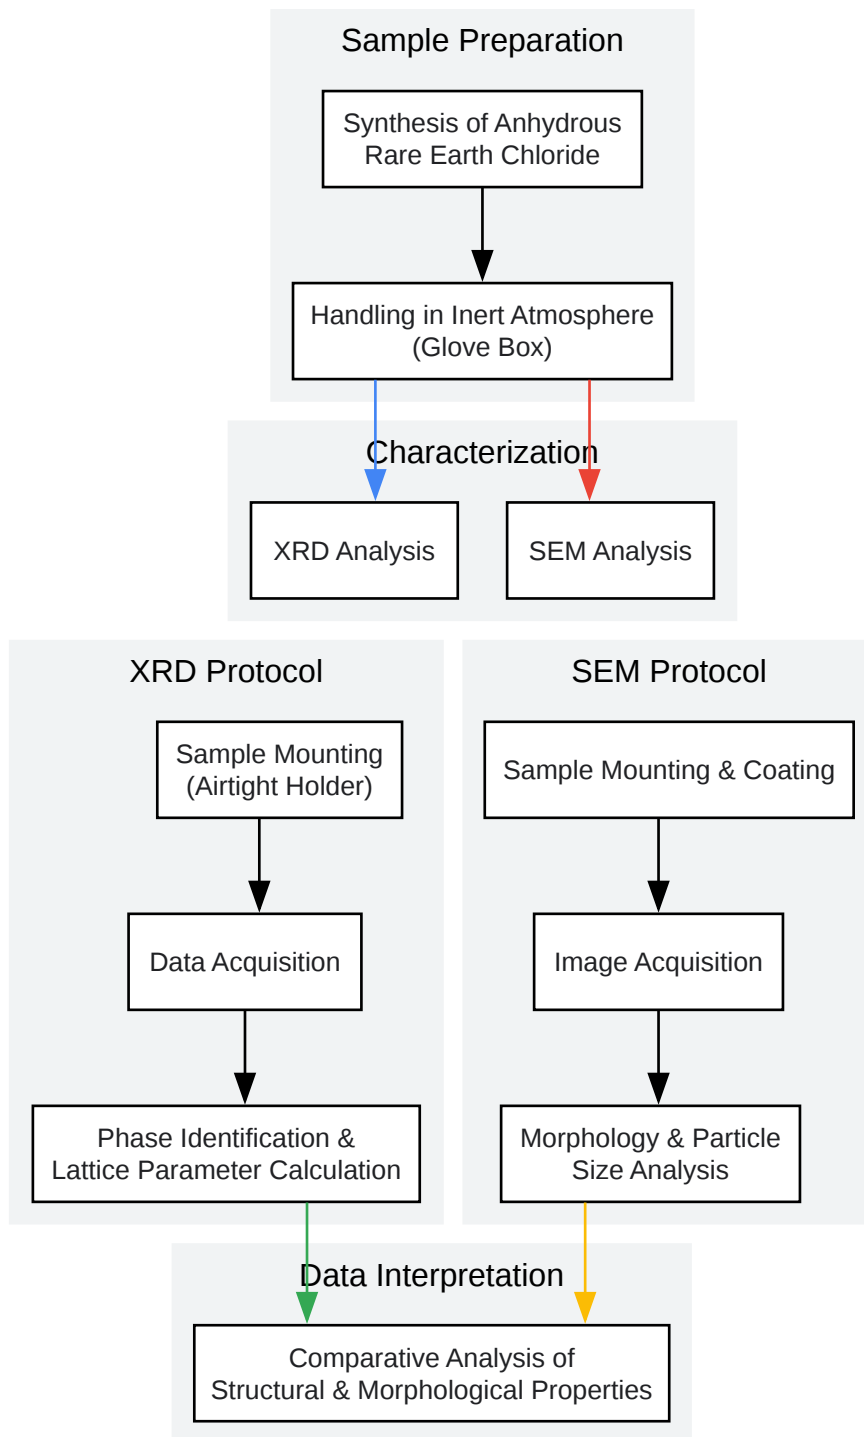 Sample Preparation
Synthesis of Anhydrous
Rare Earth Chloride
Handling in Inert Atmosphere
(Glove Box)
Characterization
XRD Analysis
SEM Analysis
XRD Protocol
Sample Mounting
(Airtight Holder)
Data Acquisition
Phase Identification &
Lattice Parameter Calculation
SEM Protocol
Sample Mounting & Coating
Image Acquisition
Morphology & Particle
Size Analysis
Data Interpretation
Comparative Analysis of
Structural & Morphological Properties